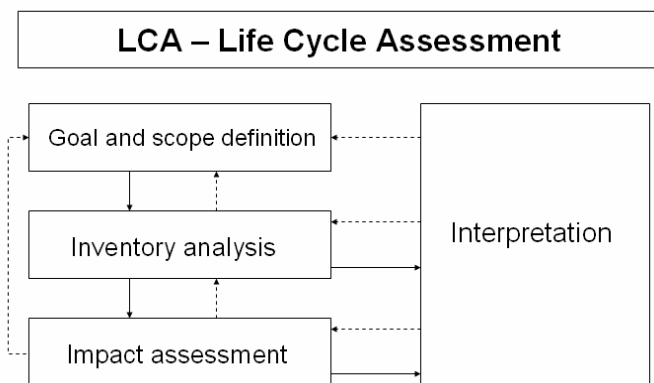 LCA – Life Cycle Assessment
Goal and scope definition
Inventory analysis
Interpretation
Impact assessment